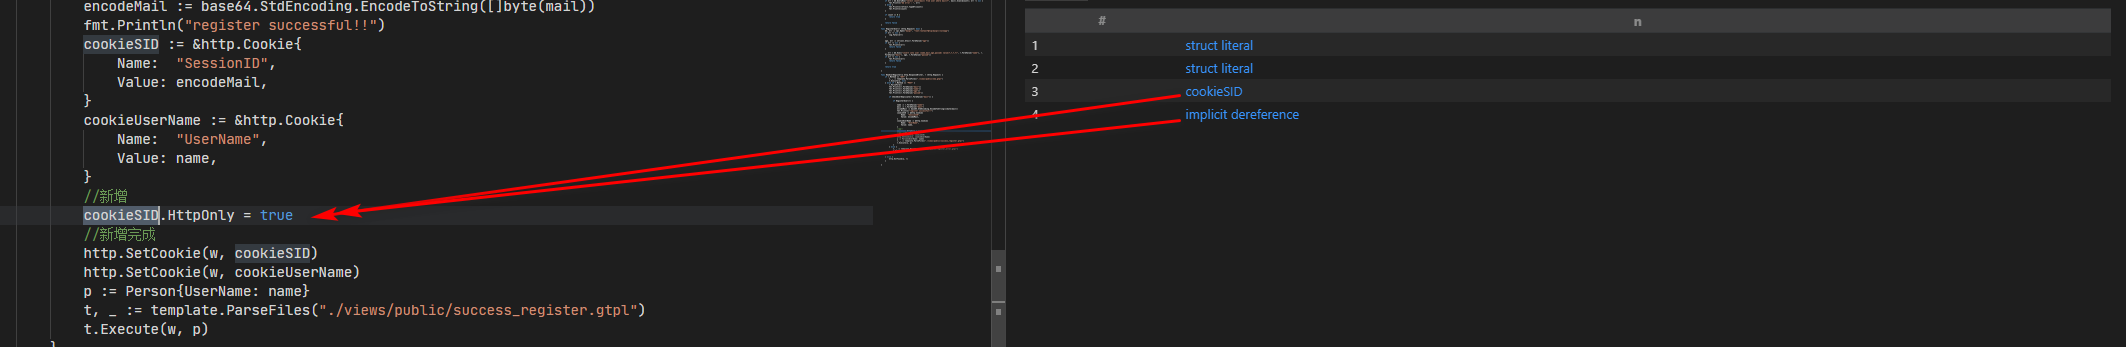 encodeMail := base64.StdEncoding.EncodeToString([]byte(mail))
fmt.Println("register successful!!")
cookieSID := &http.Cookie{
Name:  "SessionID",
Value: encodeMail,
}
cookieUserName := &http.Cookie{
Name:  "UserName",
Value: name,
}
//新增
cookieSID.HttpOnly = true
//新增完成
http.SetCookie(w, cookieSID)
http.SetCookie(w, cookieUserName)
p := Person{UserName: name}
t, _ := template.ParseFiles("./views/public/success_register.gtpl")
t.Execute(w, p)
}
# n
1 struct literal
2 struct literal
3 cookieSID
4 implicit dereference